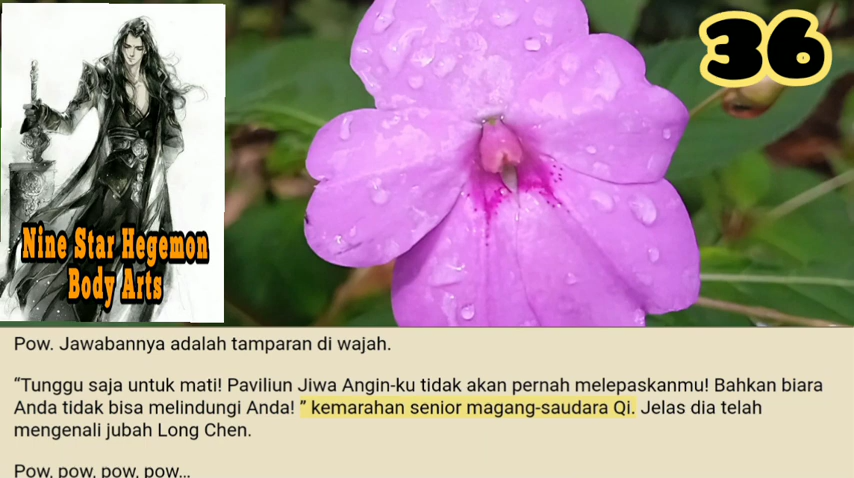 36
Nine Star Hegemon
Body Arts
Pow. Jawabannya adalah tamparan di wajah.
“Tunggu saja untuk mati! Paviliun Jiwa Angin-ku tidak akan pernah melepaskanmu! Bahkan biara
Anda tidak bisa melindungi Anda! ” kemarahan senior magang-saudara Qi. Jelas dia telah
mengenali jubah Long Chen.
Pow, pow, pow, pow…